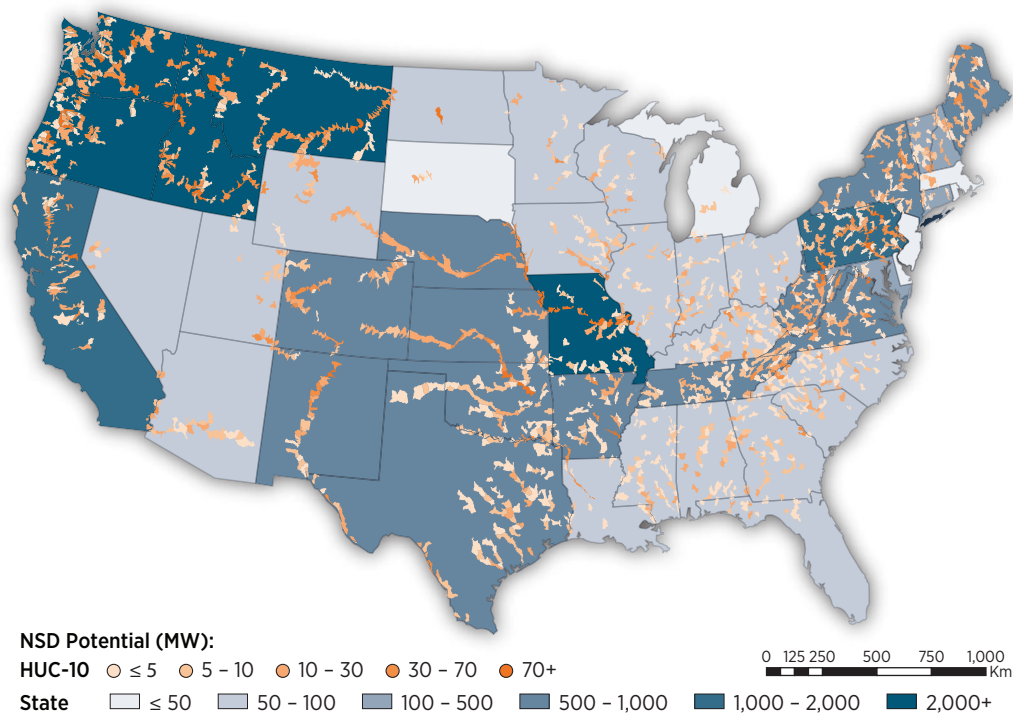 NSD Potential (MW):
HUC-10 ≤ 5 5 – 10 10 – 30 30 – 70 70+
0 125 250 500 750 1,000
Km
State ≤ 50 50 – 100 100 – 500 500 – 1,000 1,000 – 2,000 2,000+